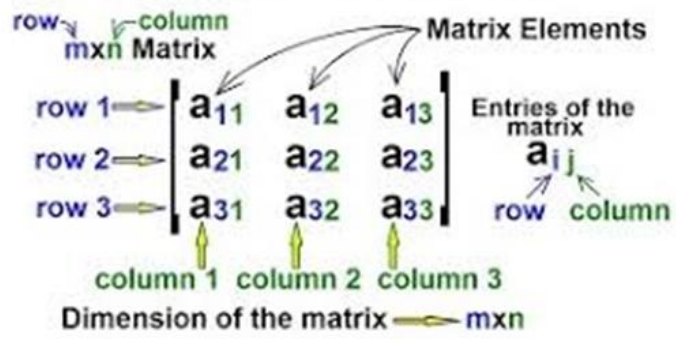 row column
mxn Matrix
Matrix Elements
row 1 a11 a12 a13
row 2 a21 a22 a23
row 3 a31 a32 a33
Entries of the
matrix
aij
row column
column 1 column 2 column 3
Dimension of the matrix mxn